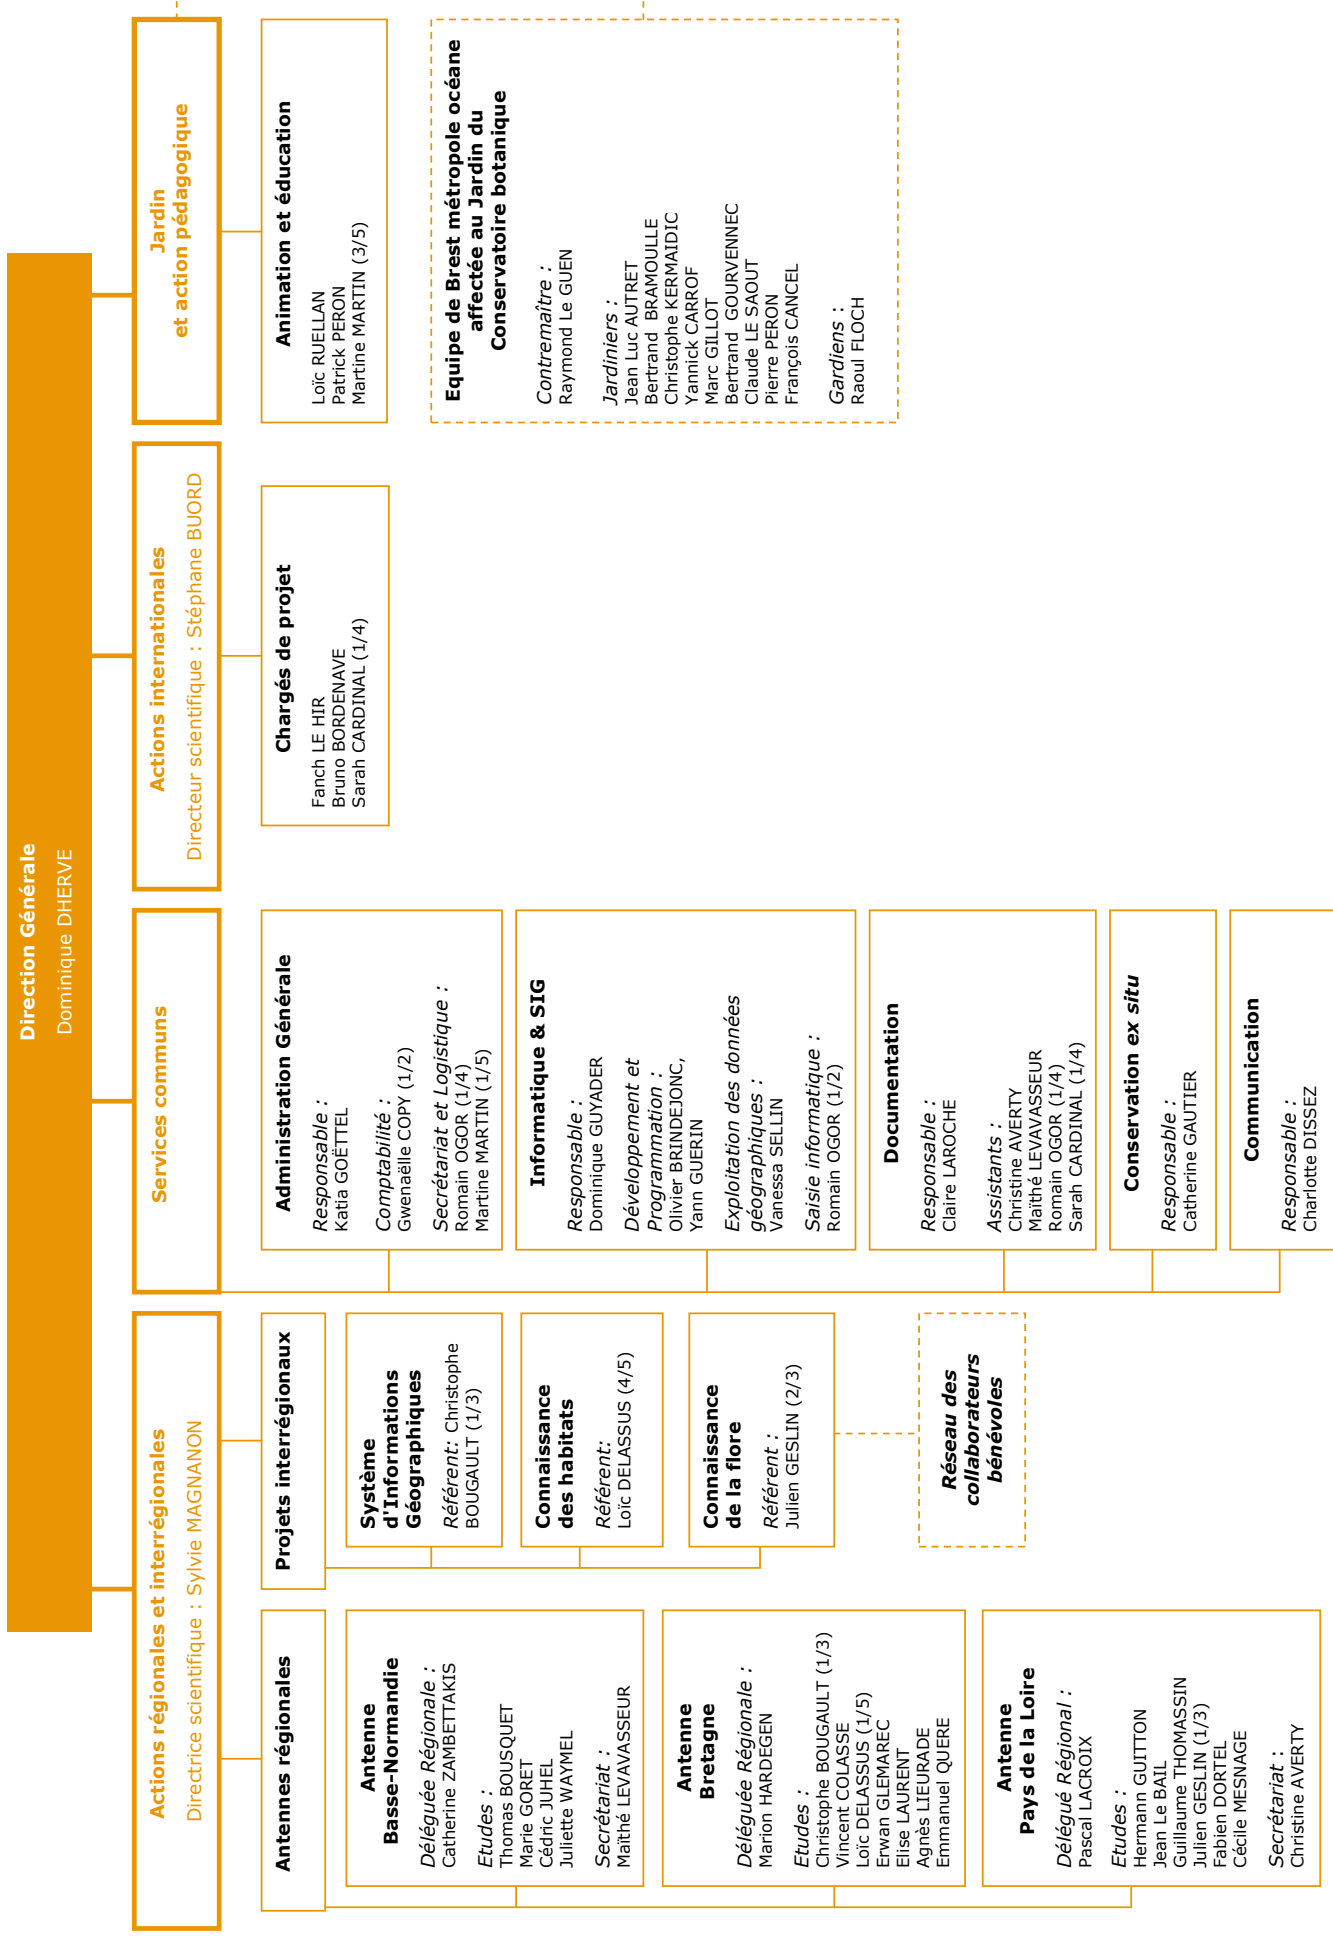 Direction Générale
Dominique DHERVE
Actions régionales et interrégionales
Directrice scientifique : Sylvie MAGNANON
Antennes régionales
Antenne
Basse-Normandie
Déléguée Régionale :
Catherine ZAMBETTAKIS
Etudes :
Thomas BOUSQUET
Marie GORET
Cédric JUHEL
Juliette WAYMEL
Secrétariat :
Maïthé LEVAVASSEUR
Antenne
Bretagne
Déléguée Régionale :
Marion HARDEGEN
Etudes :
Christophe BOUGAULT (1/3)
Vincent COLASSE
Loïc DELASSUS (1/5)
Erwan GLEMAREC
Elise LAURENT
Agnès LIEURADE
Emmanuel QUERE
Antenne
Pays de la Loire
Délégué Régional :
Pascal LACROIX
Etudes :
Hermann GUITTON
Jean Le BAIL
Guillaume THOMASSIN
Julien GESLIN (1/3)
Fabien DORTEL
Cécile MESNAGE
Secrétariat :
Christine AVERTY
Projets interrégionaux
Système
d'Informations
Géographiques
Référent: Christophe
BOUGAULT (1/3)
Connaissance
des habitats
Référent:
Loïc DELASSUS (4/5)
Connaissance
de la flore
Référent :
Julien GESLIN (2/3)
Réseau des
collaborateurs
bénévoles
Services communs
Administration Générale
Responsable :
Katia GOËTTEL
Comptabilité :
Gwenaëlle COPY (1/2)
Secrétariat et Logistique :
Romain OGOR (1/4)
Martine MARTIN (1/5)
Informatique & SIG
Responsable :
Dominique GUYADER
Développement et
Programmation :
Olivier BRINDEJONC,
Yann GUERIN
Exploitation des données
géographiques :
Vanessa SELLIN
Saisie informatique :
Romain OGOR (1/2)
Documentation
Responsable :
Claire LAROCHE
Assistants :
Christine AVERTY
Maïthé LEVAVASSEUR
Romain OGOR (1/4)
Sarah CARDINAL (1/4)
Conservation ex situ
Responsable :
Catherine GAUTIER
Communication
Responsable :
Charlotte DISSEZ
Actions internationales
Directeur scientifique : Stéphane BUORD
Chargés de projet
Fanch LE HIR
Bruno BORDENAVE
Sarah CARDINAL (1/4)
Jardin
et action pédagogique
Animation et éducation
Loïc RUELLAN
Patrick PERON
Martine MARTIN (3/5)
Equipe de Brest métropole océane
affectée au Jardin du
Conservatoire botanique
Contremaître :
Raymond Le GUEN
Jardiniers :
Jean Luc AUTRET
Bertrand BRAMOULLE
Christophe KERMAIDIC
Yannick CARROF
Marc GILLOT
Bertrand GOURVENNEC
Claude LE SAOUT
Pierre PERON
François CANCEL
Gardiens :
Raoul FLOCH